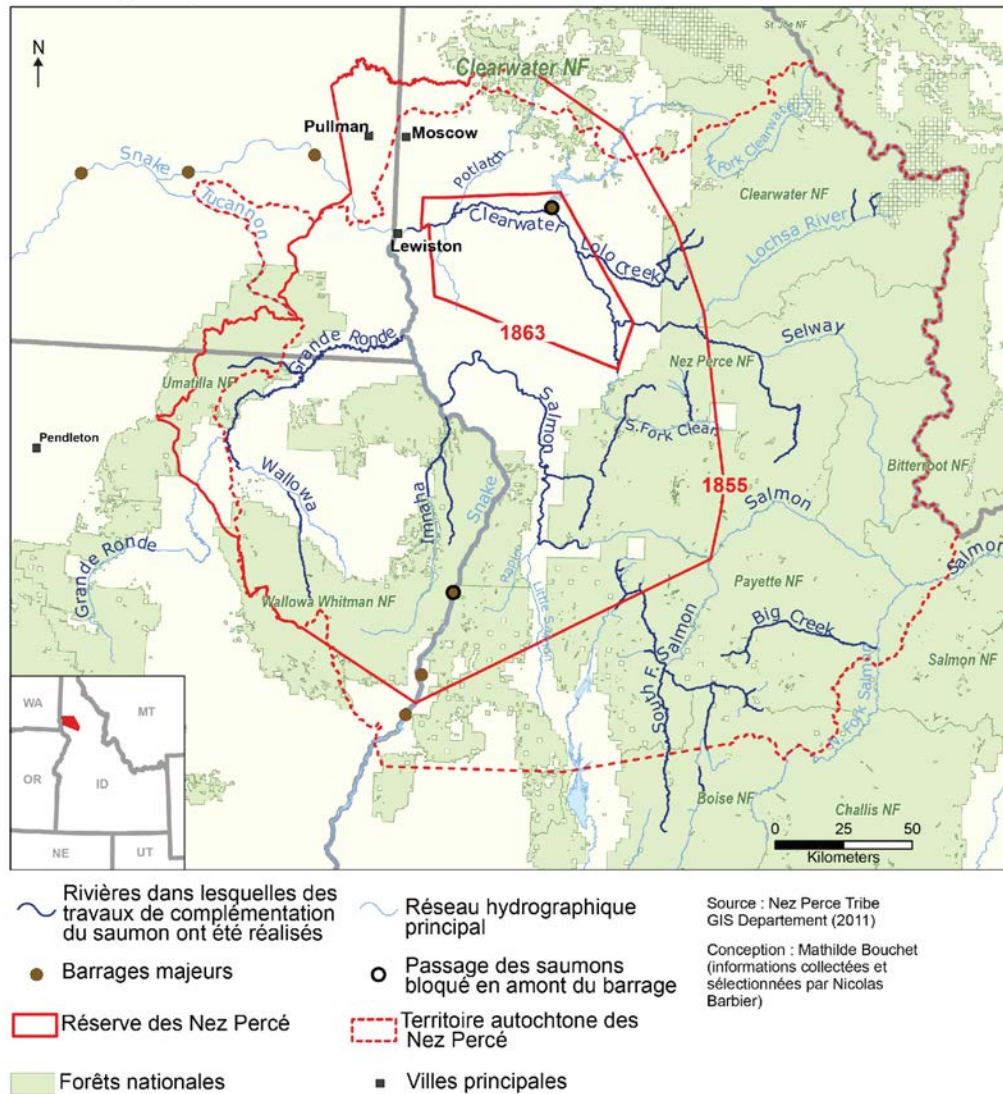 N
St. Joe NF
Clearwater NF
Pullman
Moscow
Snake
Tucannon
Potlatch
N. Fork Clearwater
Clearwater NF
Clearwater
Lewiston
Lolo Creek
Lochsa River
1863
Grande Ronde
Selway
Umatilla NF
Nez Perce NF
Salmon
S.Fork Clear.
Pendleton
Bitterroot NF
Wallowa
1855
Imnaha
Snake
Salmon
Grande Ronde
Rapid
Salmon
Wallowa Whitman NF
Little Salmon
Payette NF
Big Creek
South F. Salmon
Salmon NF
N. Fork Salmon
WA
MT
OR
ID
NE
UT
Boise NF
Challis NF
0 25 50
Kilometers
Rivières dans lesquelles des
travaux de complémentation
du saumon ont été réalisés
Réseau hydrographique
principal
Source : Nez Perce Tribe
GIS Departement (2011)
Barrages majeurs
Passage des saumons
bloqué en amont du barrage
Conception : Mathilde Bouchet
(informations collectées et
sélectionnées par Nicolas
Barbier)
Réserve des Nez Percé
Territoire autochtone des
Nez Percé
Forêts nationales
Villes principales